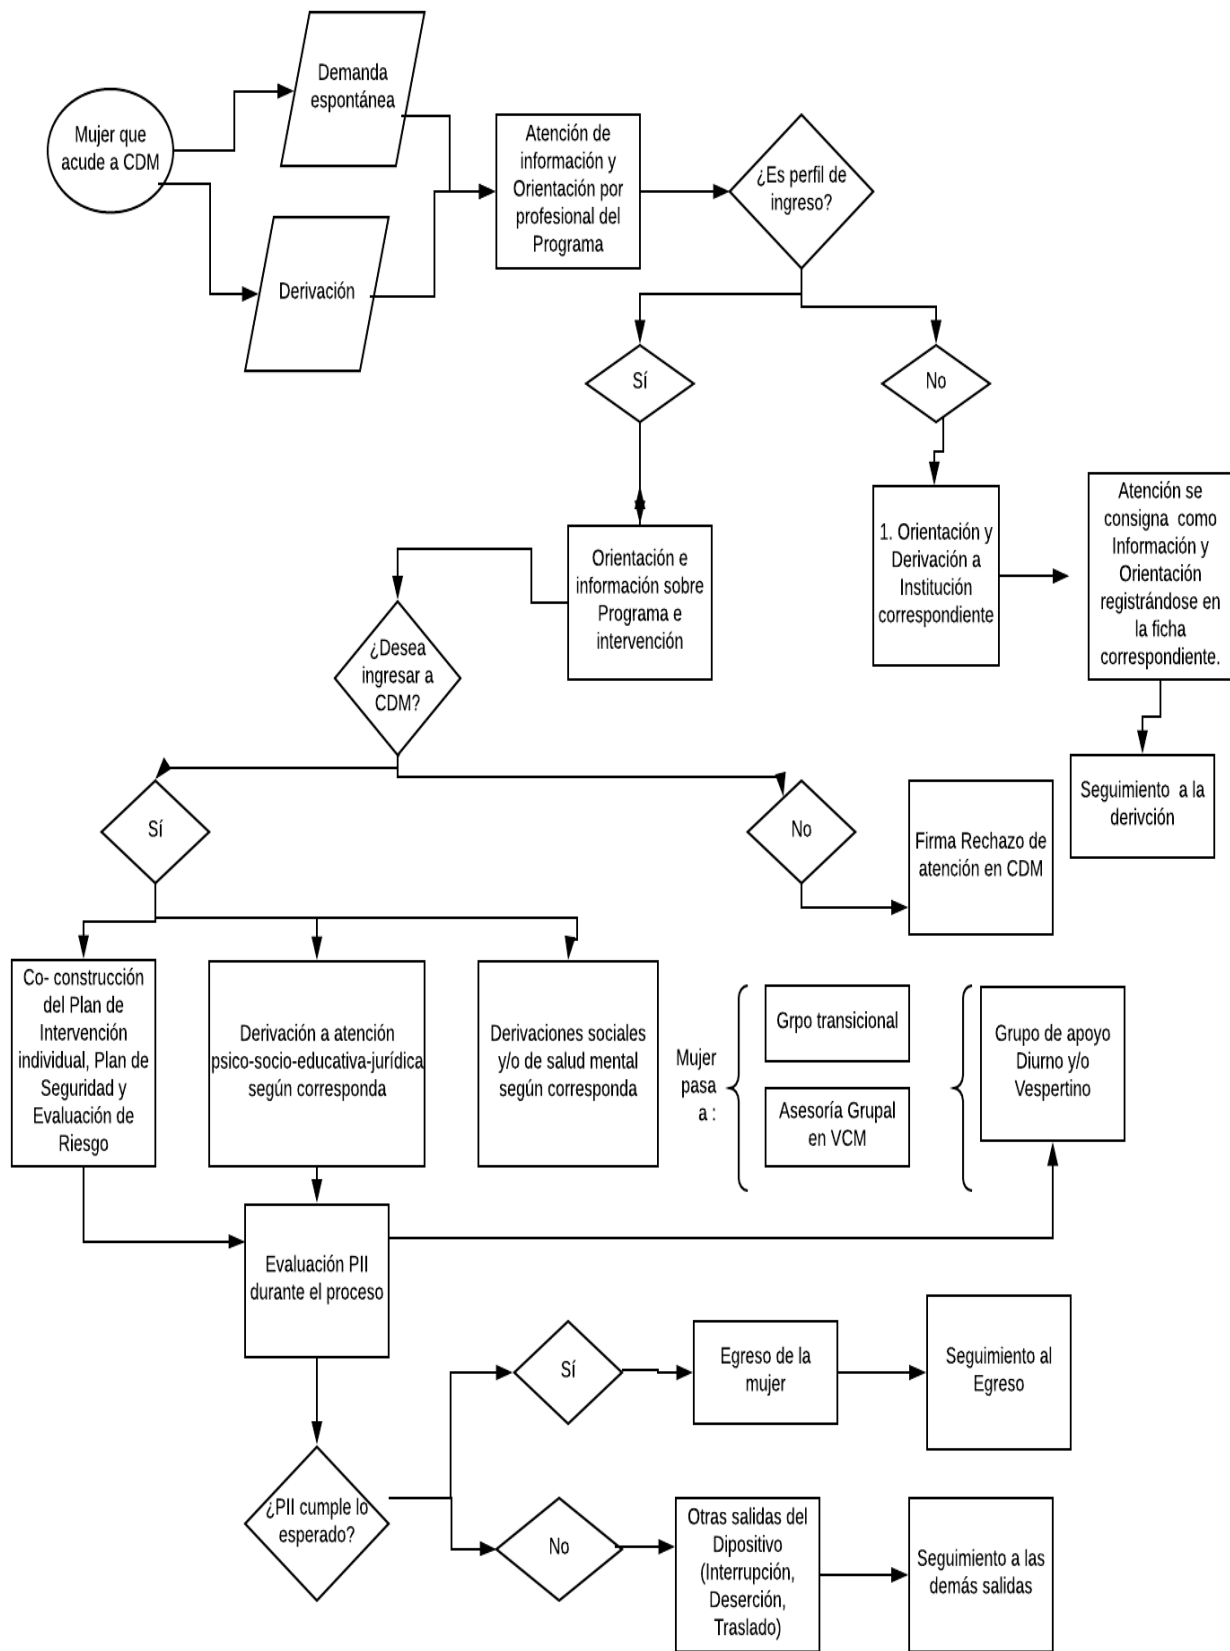 Mujer que
acude a CDM
Demanda
espontánea
Derivación
Atención de
información y
Orientación por
profesional del
Programa
¿Es perfil de
ingreso?
Sí
No
Orientación e
información sobre
Programa e
intervención
1. Orientación y
Derivación a
Institución
correspondiente
Atención se
consigna como
Información y
Orientación
registrándose en
la ficha
correspondiente.
Seguimiento a la
derivción
¿Desea
ingresar a
CDM?
Sí
No
Firma Rechazo de
atención en CDM
Co- construcción
del Plan de
Intervención
individual, Plan de
Seguridad y
Evaluación de
Riesgo
Derivación a atención
psico-socio-educativa-jurídica
según corresponda
Derivaciones sociales
y/o de salud mental
según corresponda
Mujer
pasa
a :
Grpo transicional
Asesoría Grupal
en VCM
Grupo de apoyo
Diurno y/o
Vespertino
Evaluación PII
durante el proceso
¿PII cumple lo
esperado?
Sí
Egreso de la
mujer
Seguimiento al
Egreso
No
Otras salidas del
Dipositivo
(Interrupción,
Deserción,
Traslado)
Seguimiento a las
demás salidas